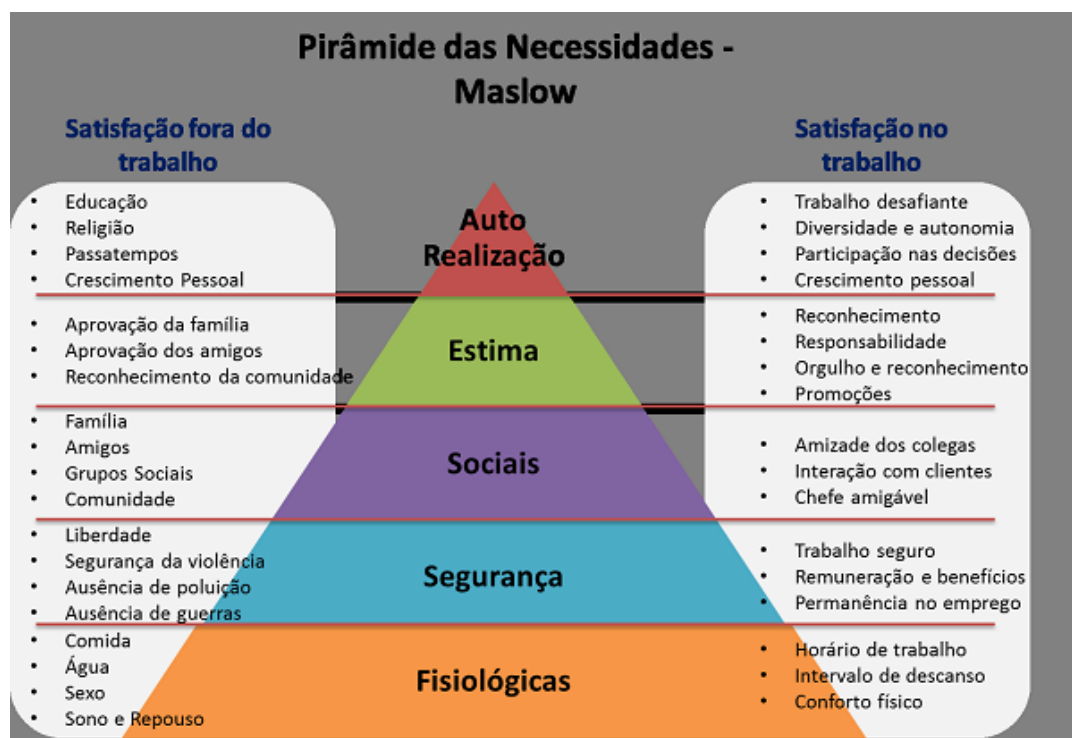 Pirâmide das Necessidades -
Maslow
Satisfação fora do
trabalho
• Educação
• Religião
• Passatempos
• Crescimento Pessoal
• Aprovação da família
• Aprovação dos amigos
• Reconhecimento da comunidade
• Família
• Amigos
• Grupos Sociais
• Comunidade
• Liberdade
• Segurança da violência
• Ausência de poluição
• Ausência de guerras
• Comida
• Água
• Sexo
• Sono e Repouso
Auto
Realização
Estima
Sociais
Segurança
Fisiológicas
Satisfação no
trabalho
• Trabalho desafiante
• Diversidade e autonomia
• Participação nas decisões
• Crescimento pessoal
• Reconhecimento
• Responsabilidade
• Orgulho e reconhecimento
• Promoções
• Amizade dos colegas
• Interação com clientes
• Chefe amigável
• Trabalho seguro
• Remuneração e benefícios
• Permanência no emprego
• Horário de trabalho
• Intervalo de descanso
• Conforto físico